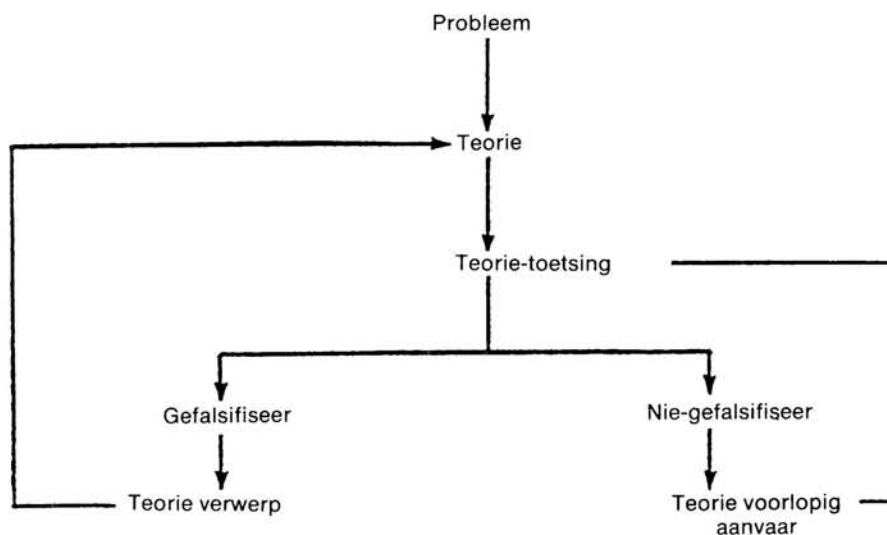 Probleem
Teorie
Teorie-toetsing
Gefalsifiseer
Nie-gefalsifiseer
Teorie verwerp
Teorie voorlopig
aanvaar